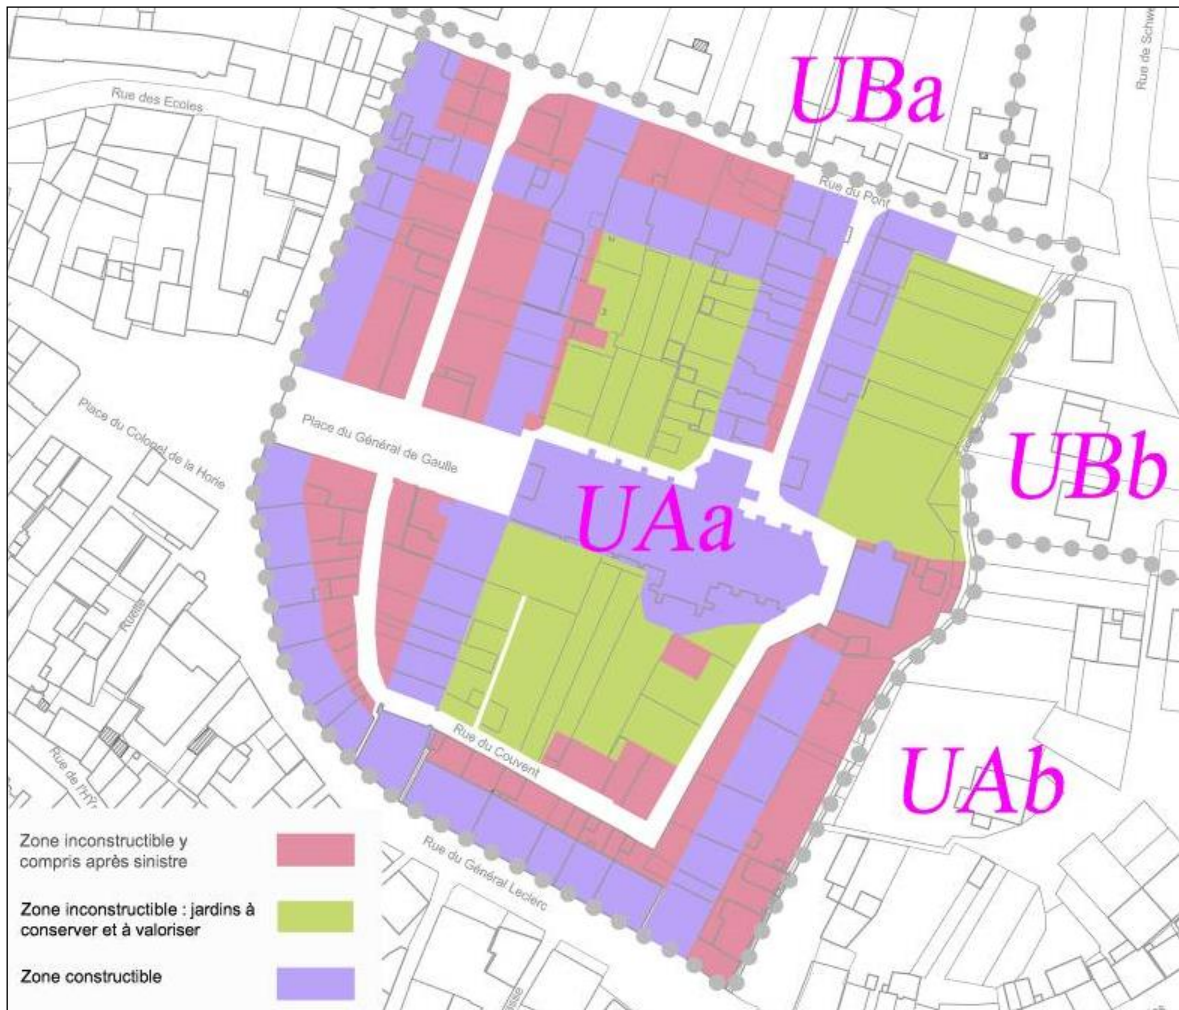 UBa
Rue de Schwe
Rue des Ecoles
Rue du Pont
Place du Colonel de la Horie
Place du Général de Gaulle
UBb
UAa
Ruelle
Rue du Couvent
UAb
Rue de l'Hÿ
Rue du Général Leclerc
Zone inconstructible y
compris après sinistre
Zone inconstructible : jardins à
conserver et à valoriser
Zone constructible